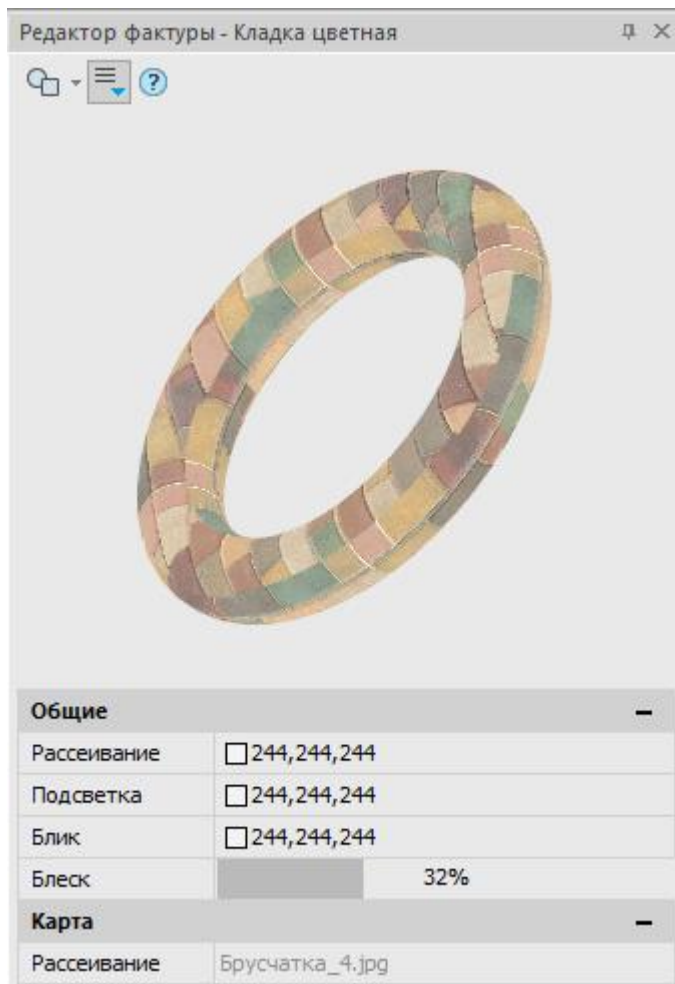 Редактор фактуры - Кладка цветная
?
Общие
Рассеивание 244,244,244
Подсветка 244,244,244
Блик 244,244,244
Блеск 32%
Карта
Рассеивание Брусчатка_4.jpg